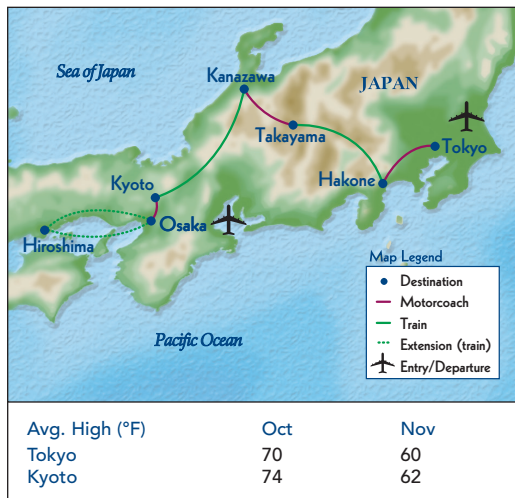 Sea of Japan
Kanazawa
JAPAN
Takayama
Tokyo
Kyoto
Hakone
Osaka
Hiroshima
Pacific Ocean
Map Legend
Destination
Motorcoach
Train
Extension (train)
Entry/Departure
Avg. High (°F) Oct Nov
Tokyo 70 60
Kyoto 74 62